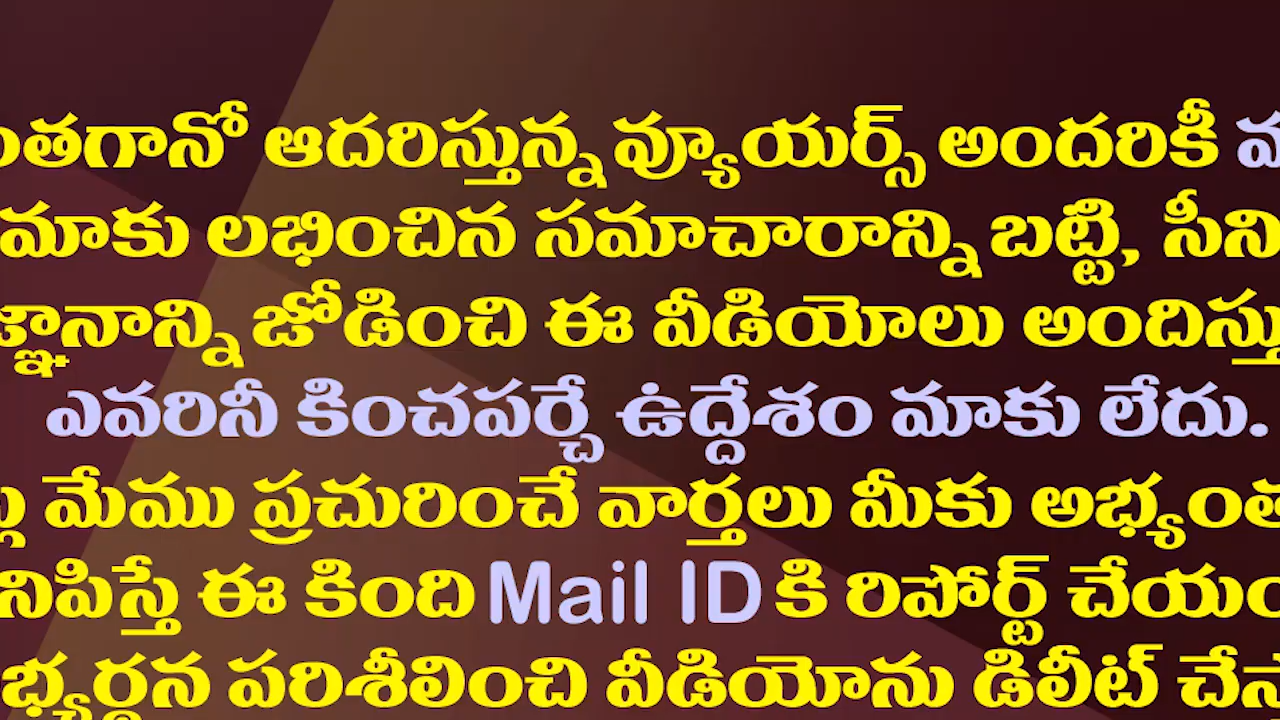 ఆదరిస్తున్న వ్యూయర్స్ అందరికీ
మాకు లభించిన సమాచారాన్ని బట్టి,
జోడించి ఈ వీడియోలు
ఎవరినీ కించపర్చే ఉద్దేశం మాకు లేదు.
మేము ప్రచురించే వార్తలు మీకు
ఈ కింది Mail ID కి రిపోర్ట్
పరిశీలించి వీడియోను డిలీట్